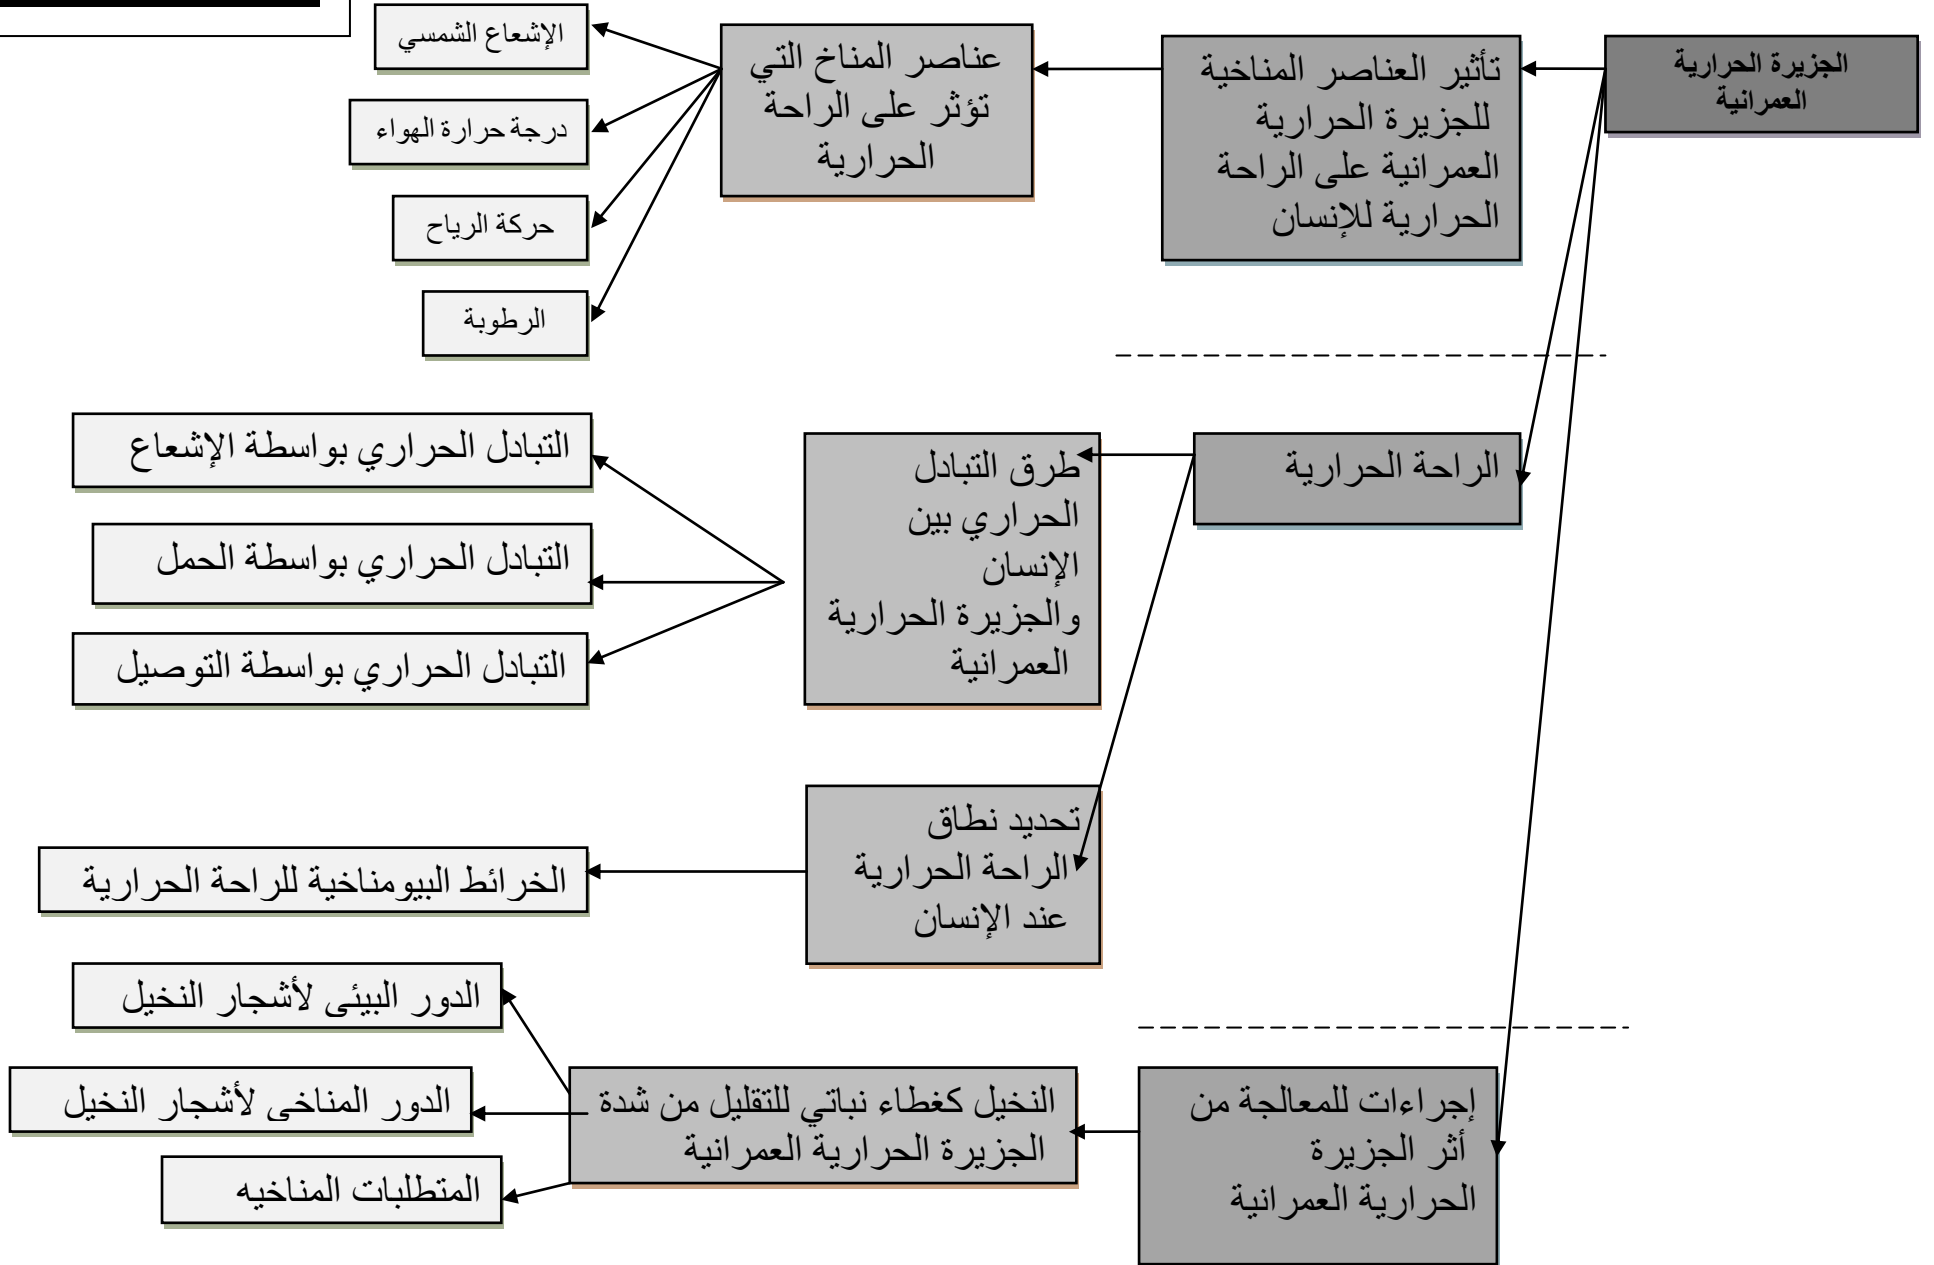 الجزيرة الحرارية
العمرانية
تأثير العناصر المناخية
للجزيرة الحرارية
العمرانية على الراحة
الحرارية للإنسان
عناصر المناخ التي
تؤثر على الراحة
الحرارية
الإشعاع الشمسي
درجة حرارة الهواء
حركة الرياح
الرطوبة
الراحة الحرارية
طرق التبادل
الحراري بين
الإنسان
والجزيرة الحرارية
العمرانية
التبادل الحراري بواسطة الإشعاع
التبادل الحراري بواسطة الحمل
التبادل الحراري بواسطة التوصيل
تحديد نطاق
الراحة الحرارية
عند الإنسان
الخرائط البيومناخية للراحة الحرارية
إجراءات للمعالجة من
أثر الجزيرة
الحرارية العمرانية
النخيل كغطاء نباتي للتقليل من شدة
الجزيرة الحرارية العمرانية
الدور البيئى لأشجار النخيل
الدور المناخى لأشجار النخيل
المتطلبات المناخيه